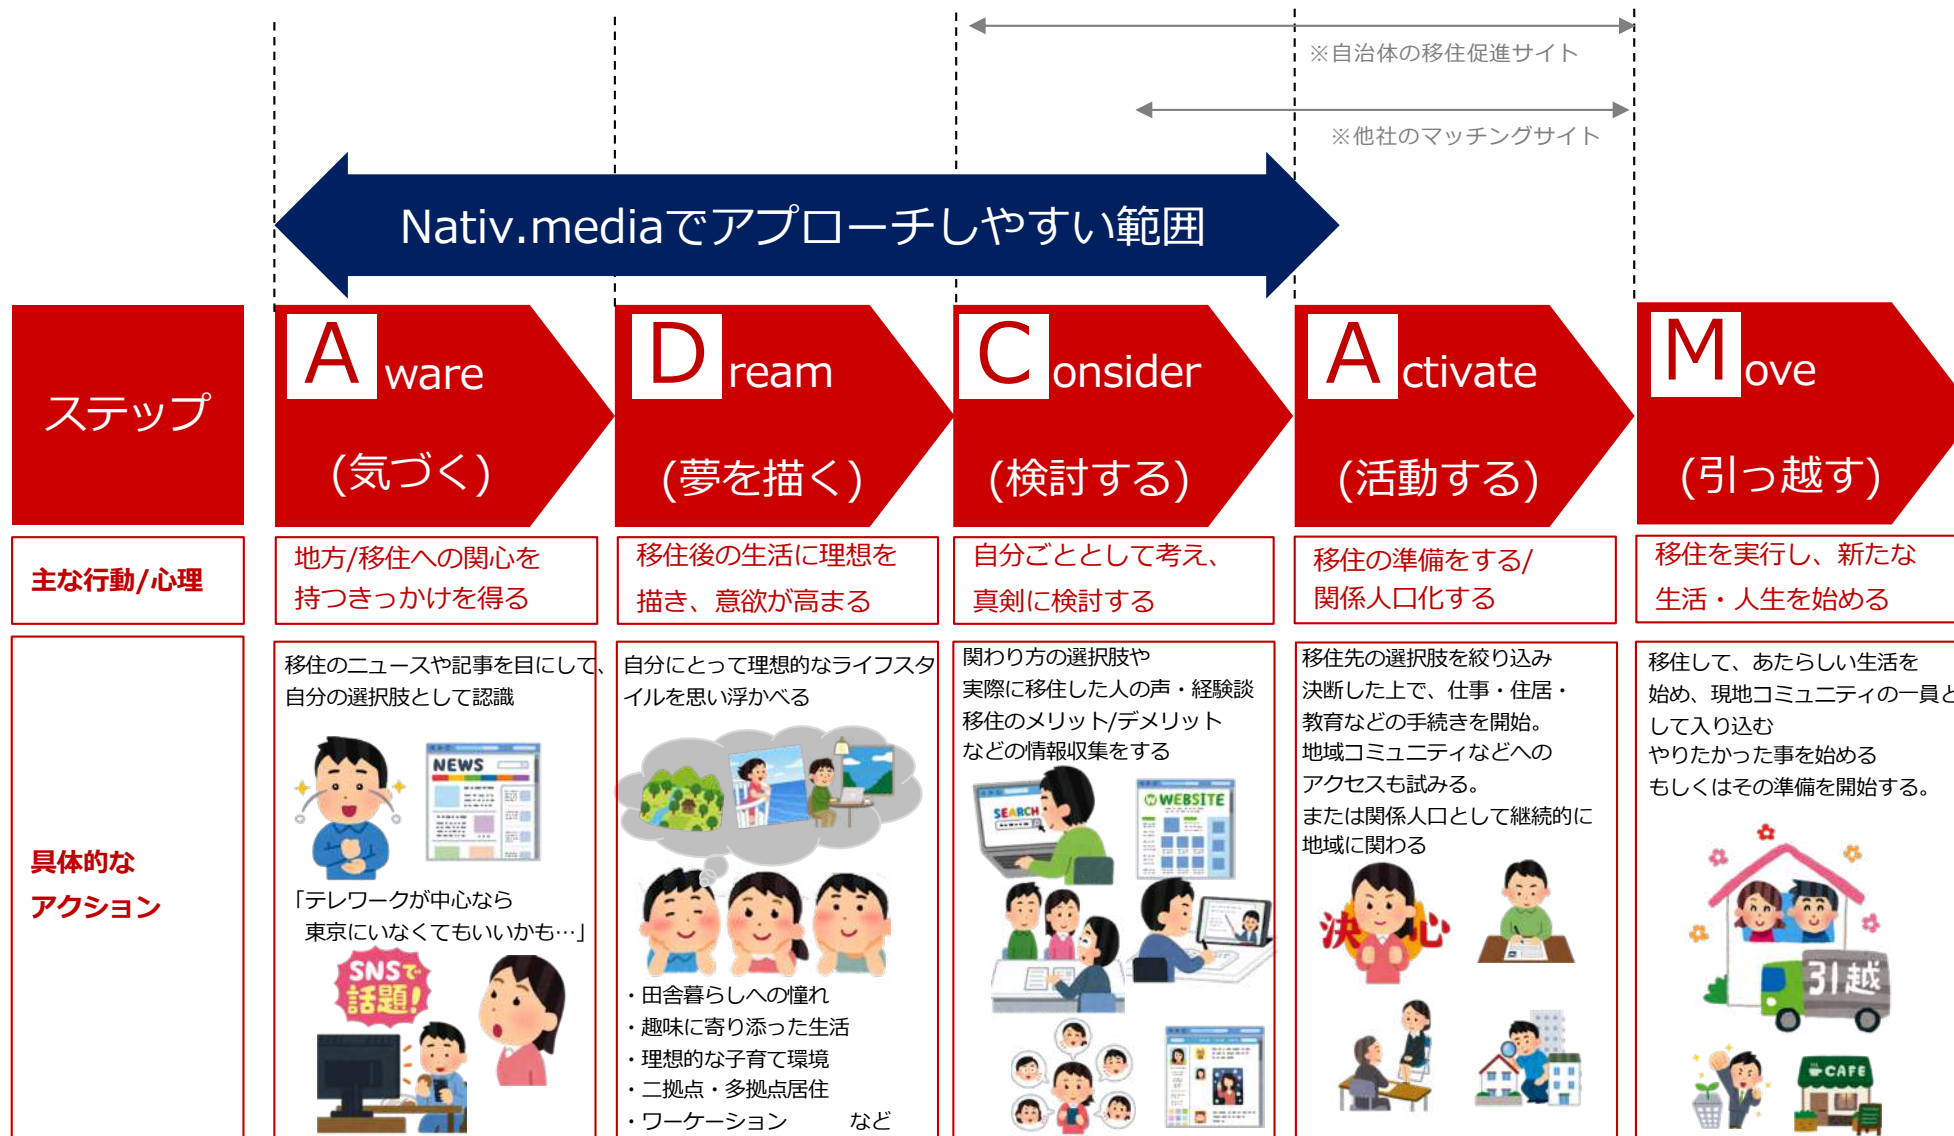 ※自治体の移住促進サイト
※他社のマッチングサイト
Nativ.mediaでアプローチしやすい範囲
ステップ
Aware
(気づく)
Dream
(夢を描く)
Consider
(検討する)
Activate
(活動する)
Move
(引っ越す)
主な行動/心理
地方/移住への関心を
持つきっかけを得る
移住後の生活に理想を
描き、意欲が高まる
自分ごととして考え、
真剣に検討する
移住の準備をする/
関係人口化する
移住を実行し、新たな
生活・人生を始める
具体的な
アクション
移住のニュースや記事を目にして、
自分の選択肢として認識
NEWS
「テレワークが中心なら
東京にいなくてもいいかも…」
SNSで
話題!
自分にとって理想的なライフスタ
イルを思い浮かべる
・田舎暮らしへの憧れ
・趣味に寄り添った生活
・理想的な子育て環境
・二拠点・多拠点居住
・ワーケーション など
関わり方の選択肢や
実際に移住した人の声・経験談
移住のメリット/デメリット
などの情報収集をする
SEARCH
WEBSITE
移住先の選択肢を絞り込み
決断した上で、仕事・住居・
教育などの手続きを開始。
地域コミュニティなどへの
アクセスも試みる。
または関係人口として継続的に
地域に関わる
決心
移住して、あたらしい生活を
始め、現地コミュニティの一員と
して入り込む
やりたかった事を始める
もしくはその準備を開始する。
引越
CAFE